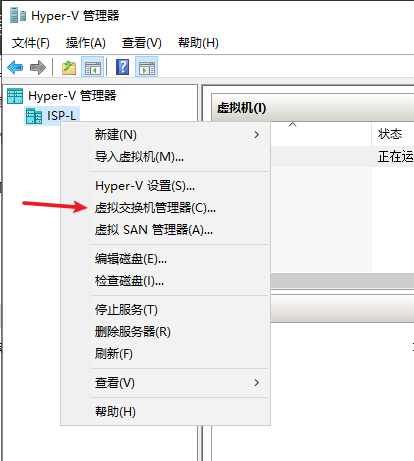 Hyper-V 管理器
文件(F) 操作(A) 查看(V) 帮助(H)
Hyper-V 管理器
ISP-L
虚拟机(I)
状态
正在运
新建(N)
导入虚拟机(M)...
Hyper-V 设置(S)...
虚拟交换机管理器(C)...
虚拟 SAN 管理器(A)...
编辑磁盘(E)...
检查磁盘(I)...
停止服务(T)
删除服务器(R)
刷新(F)
查看(V)
帮助(H)